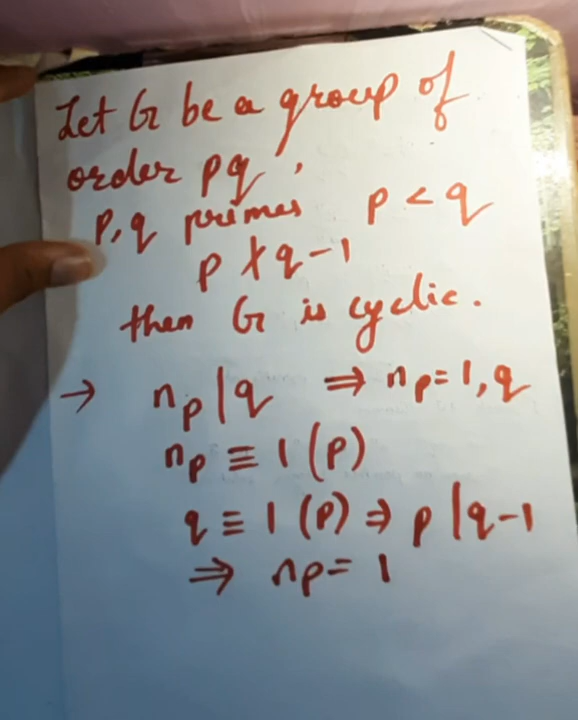 Let G be a group of
order pq,
p,q primes p < q
p ∤ q-1
then G is cyclic.
→ np | q ⇒ np = 1, q
np ≡ 1 (p)
q ≡ 1 (p) ⇒ p | q-1
⇒ np = 1